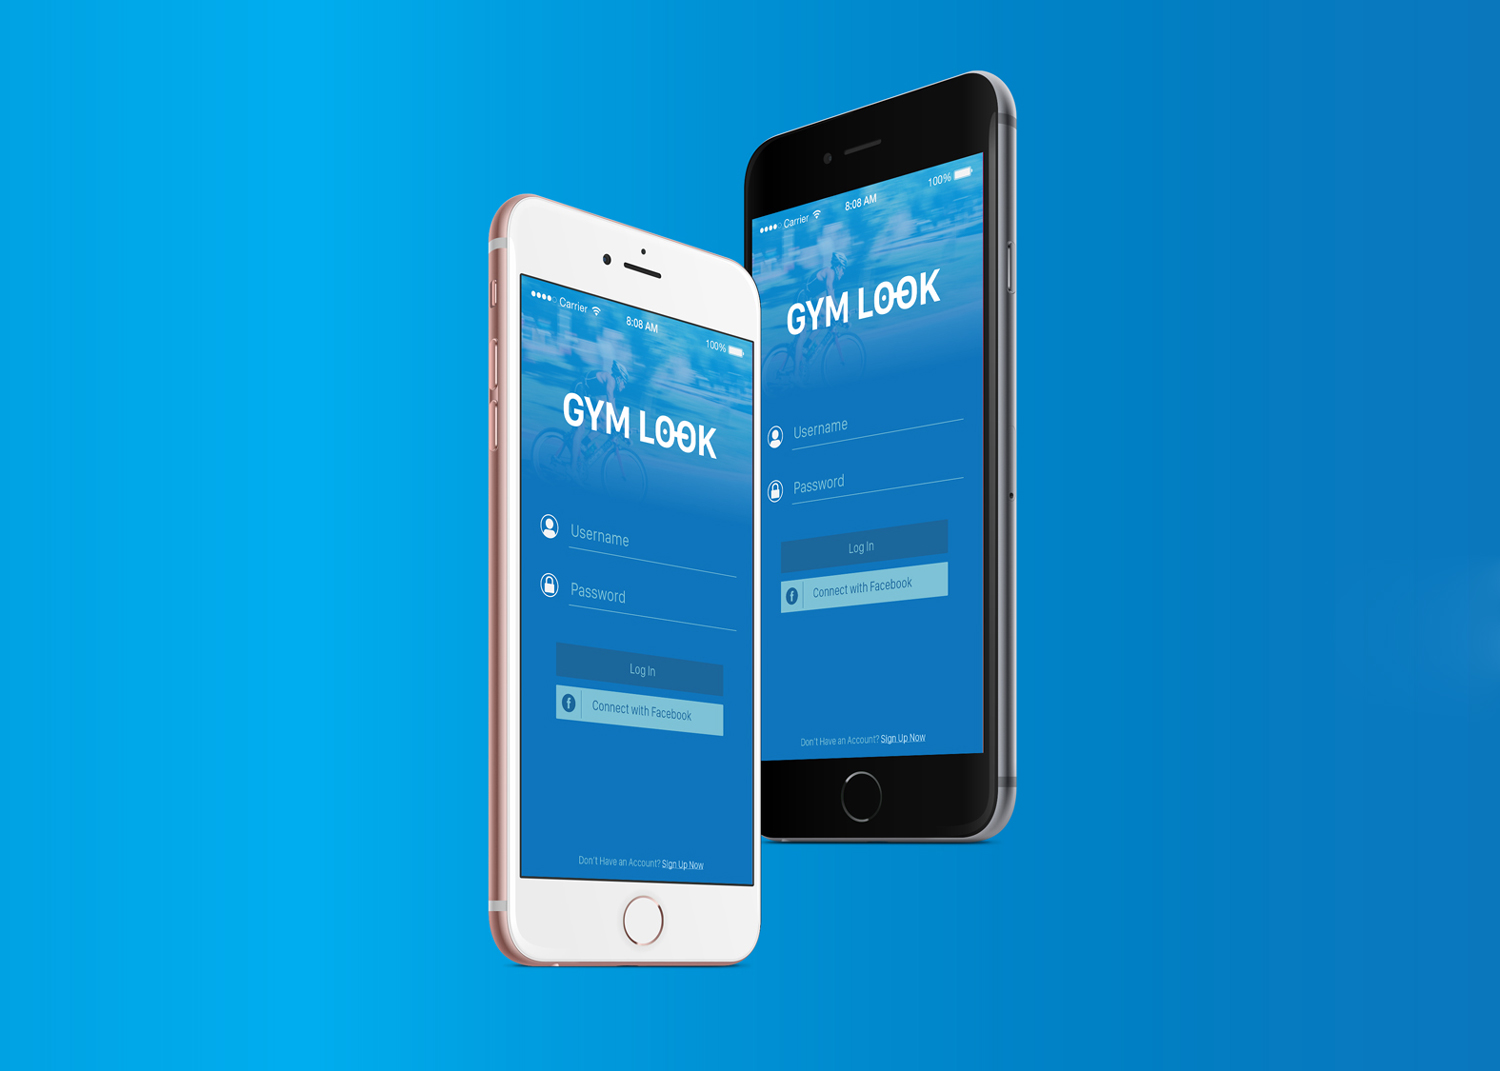 Carrier 8:08 AM 100%
GYM LOOK
Username
Password
Log In
f Connect with Facebook
Don't Have an Account? Sign Up Now
Carrier 8:08 AM 100%
GYM LOOK
Username
Password
Log In
f Connect with Facebook
Don't Have an Account? Sign Up Now